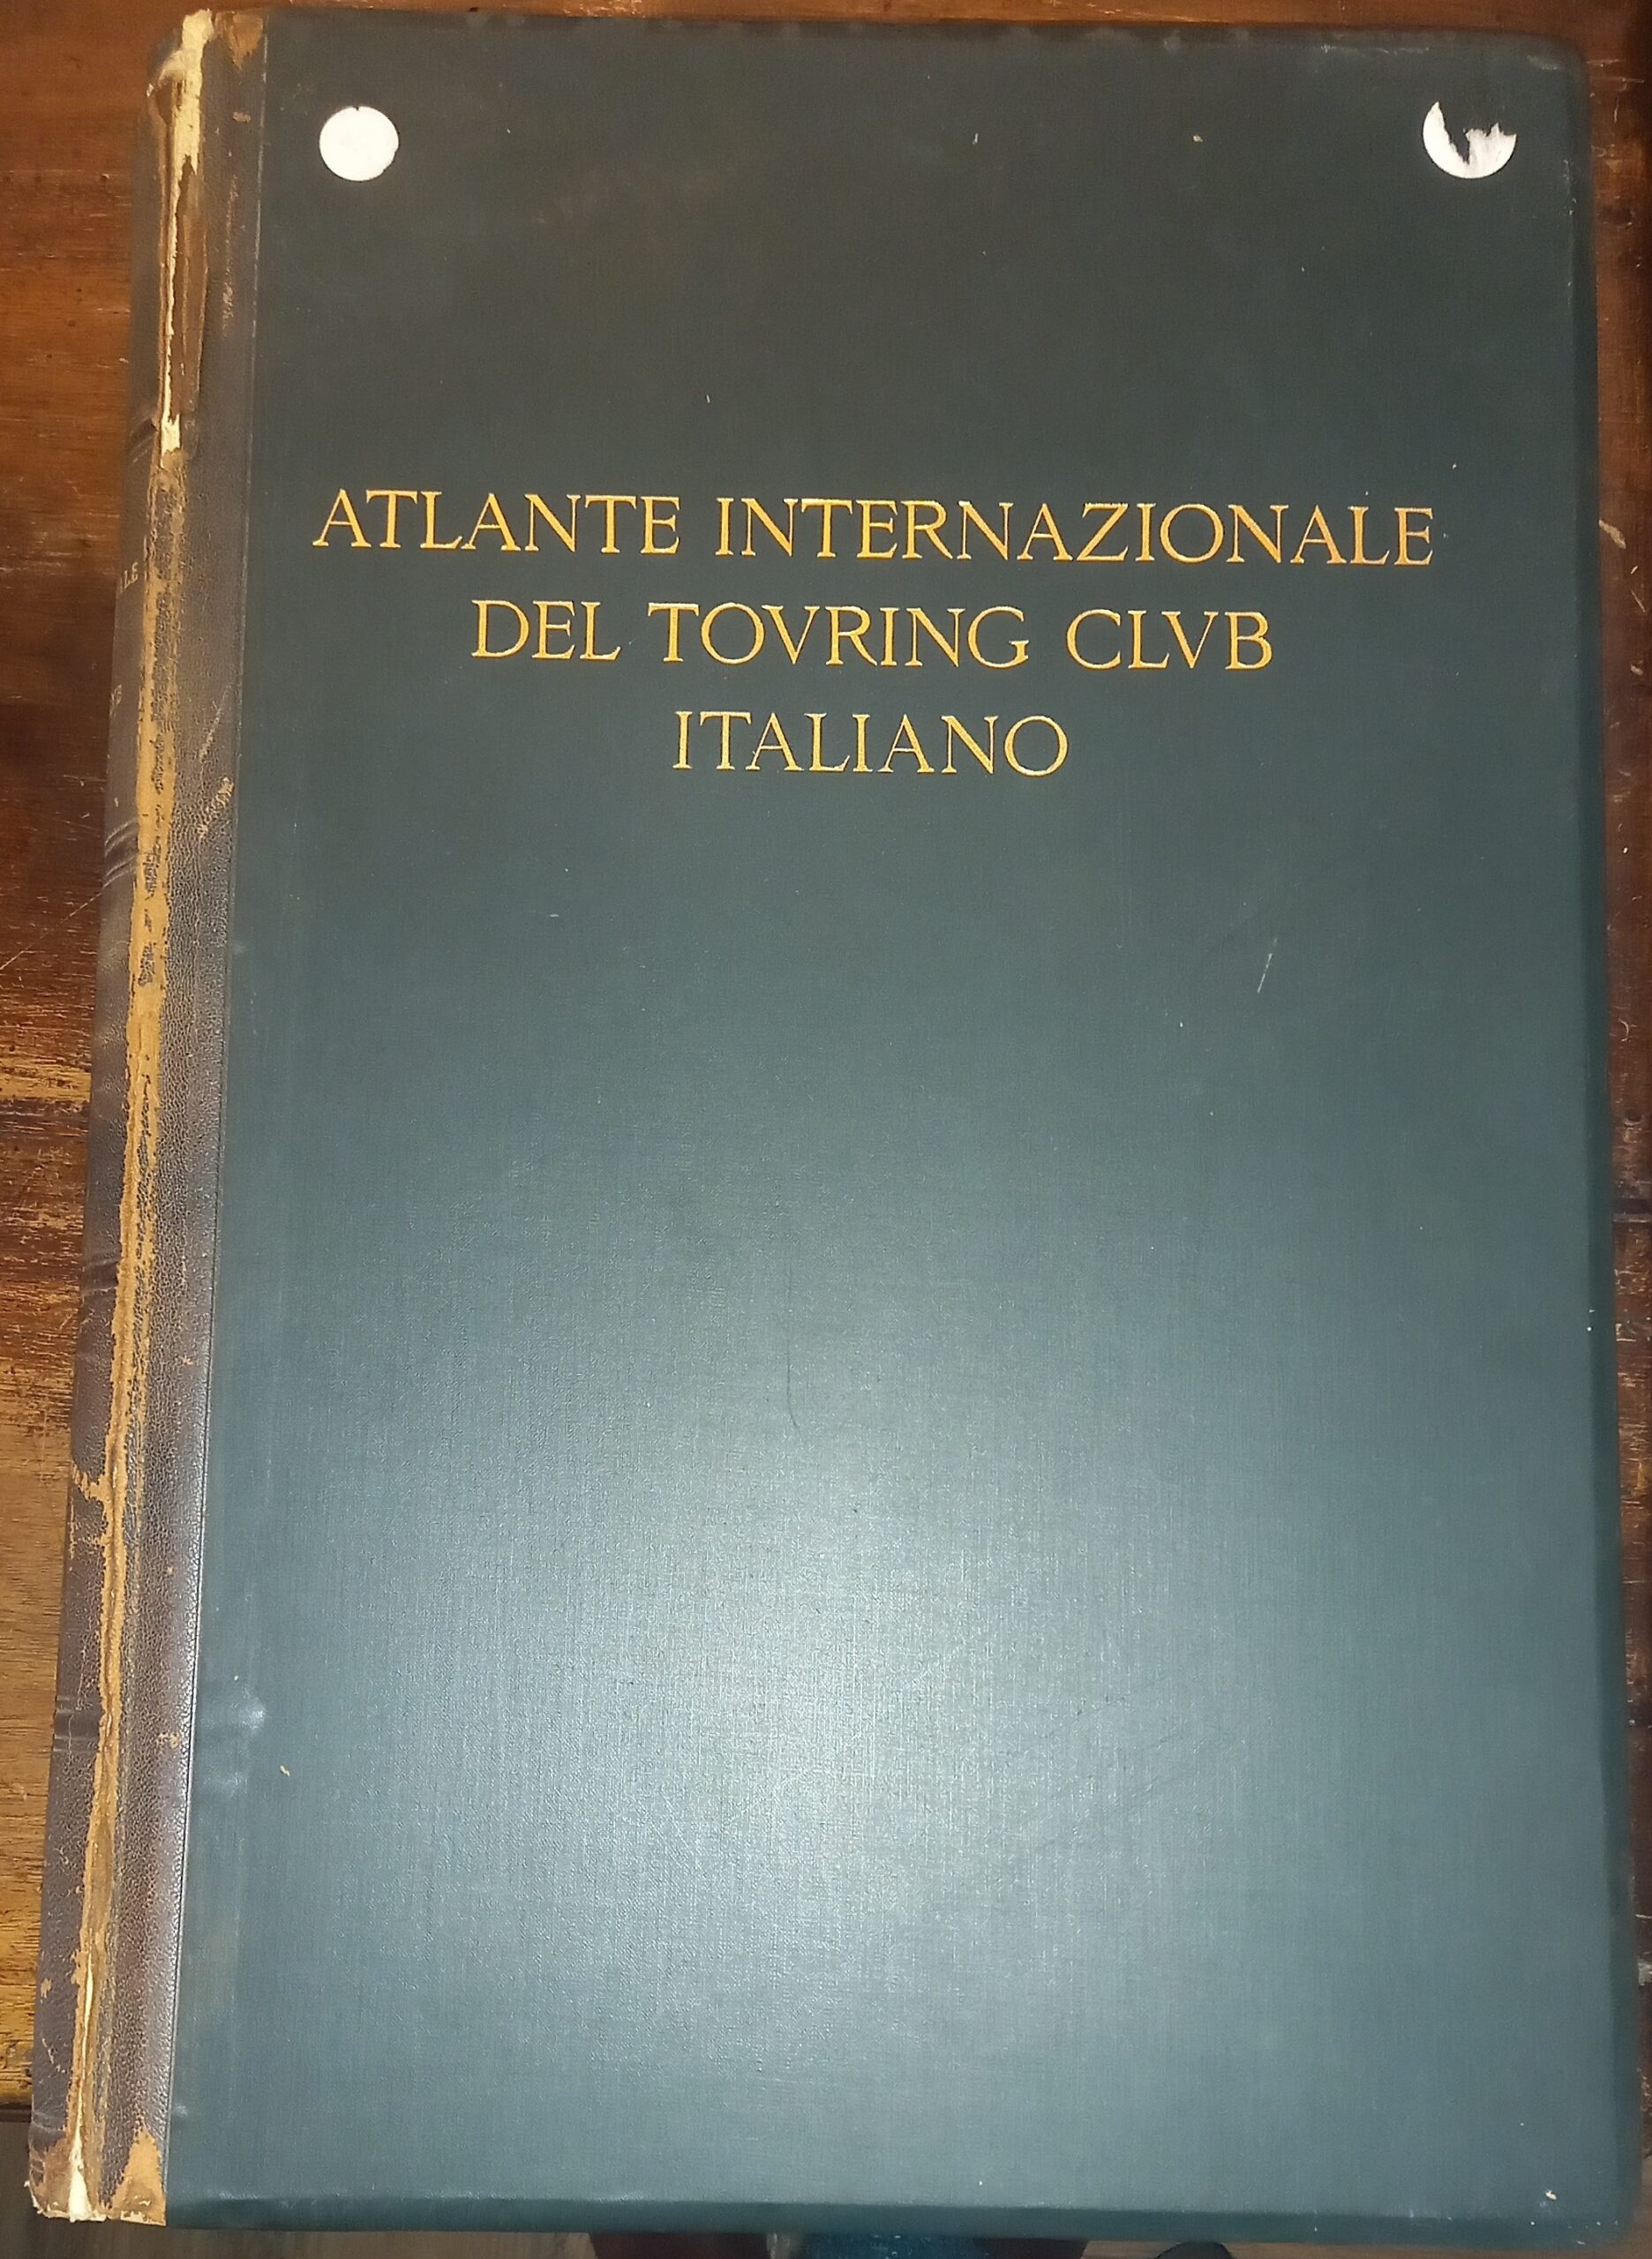 ATLANTE INTERNAZIONALE
DEL TOVRING CLVB
ITALIANO